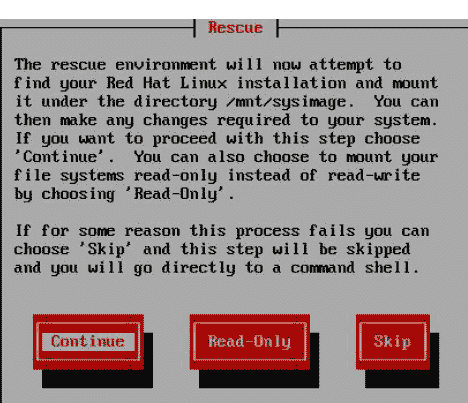 Rescue
The rescue environment will now attempt to
find your Red Hat Linux installation and mount
it under the directory /mnt/sysimage.  You can
then make any changes required to your system.
If you want to proceed with this step choose
'Continue'.  You can also choose to mount your
file systems read-only instead of read-write
by choosing 'Read-Only'.
If for some reason this process fails you can
choose 'Skip' and this step will be skipped
and you will go directly to a command shell.
Continue Read-Only Skip